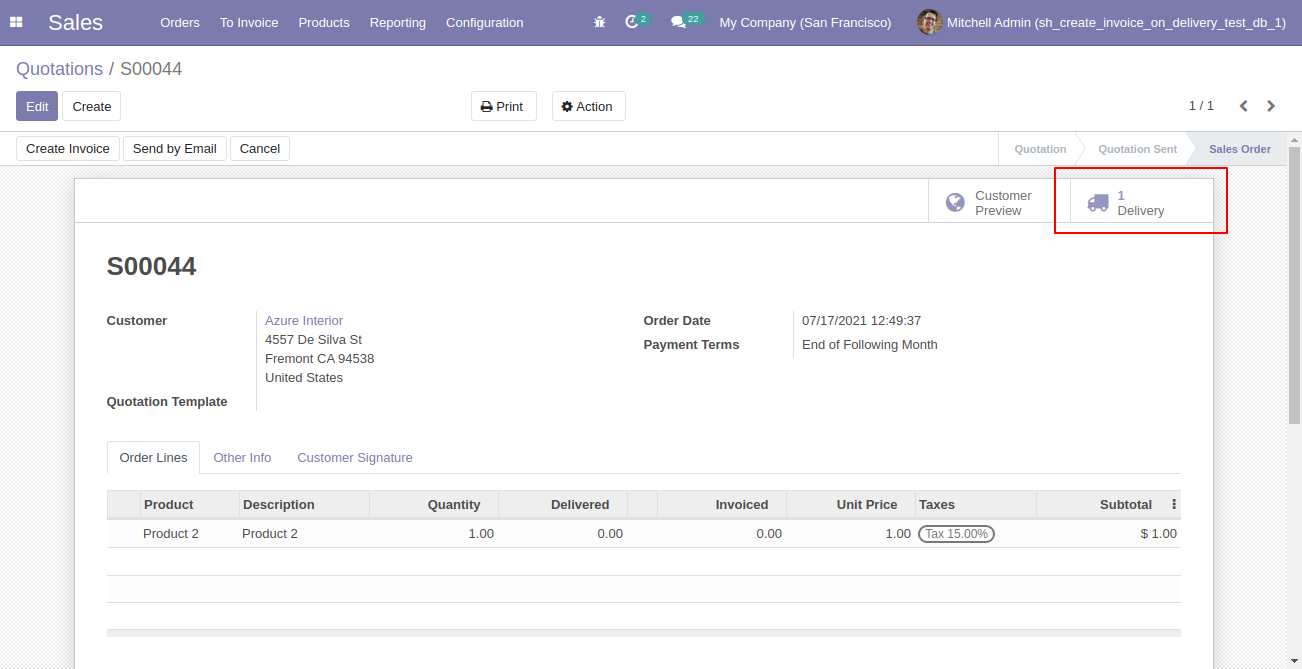 Sales Orders To Invoice Products Reporting Configuration 2 22 My Company (San Francisco) Mitchell Admin (sh_create_invoice_on_delivery_test_db_1)
Quotations / S00044
Edit Create Print Action 1 / 1
Create Invoice Send by Email Cancel Quotation Quotation Sent Sales Order
Customer
Preview
1
Delivery
S00044
Customer Azure Interior
4557 De Silva St
Fremont CA 94538
United States
Quotation Template
Order Date 07/17/2021 12:49:37
Payment Terms End of Following Month
Order Lines Other Info Customer Signature
Product Description Quantity Delivered Invoiced Unit Price Taxes Subtotal
Product 2 Product 2 1.00 0.00 0.00 1.00 Tax 15.00% $ 1.00